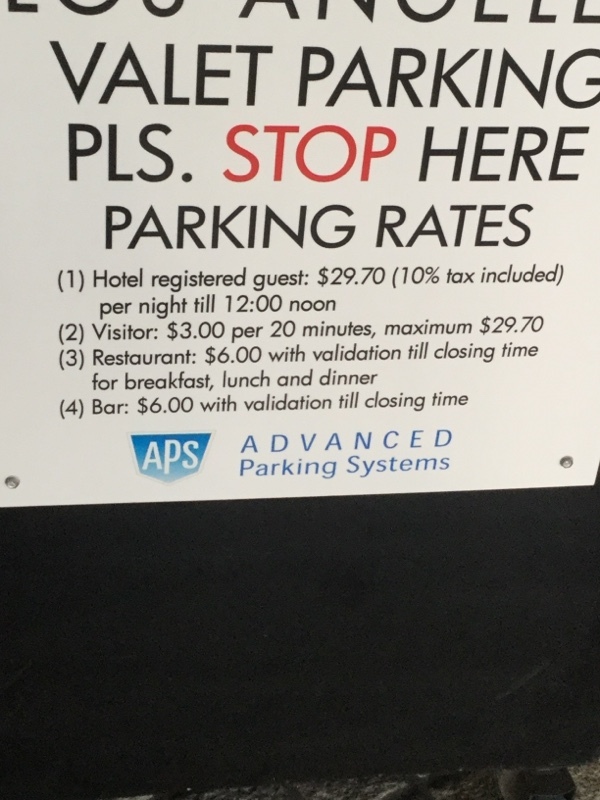 LOS ANGELE
VALET PARKING
PLS. STOP HERE
PARKING RATES
(1) Hotel registered guest: $29.70 (10% tax included)
per night till 12:00 noon
(2) Visitor: $3.00 per 20 minutes, maximum $29.70
(3) Restaurant: $6.00 with validation till closing time
for breakfast, lunch and dinner
(4) Bar: $6.00 with validation till closing time
APS ADVANCED
Parking Systems